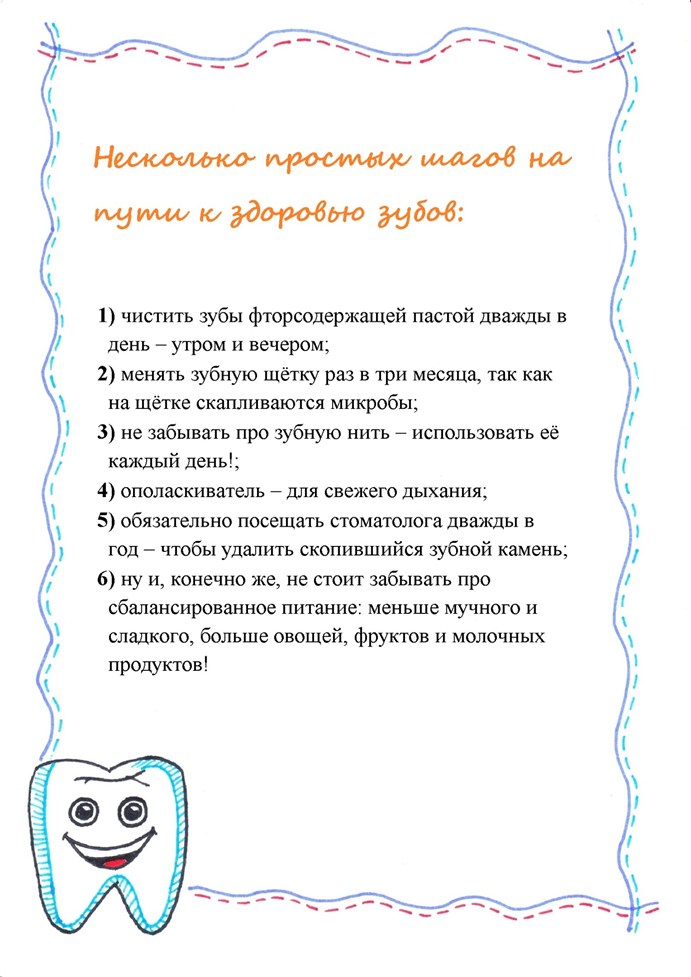 Несколько простых шагов на
пути к здоровью зубов:
1) чистить зубы фторсодержащей пастой дважды в
день – утром и вечером;
2) менять зубную щётку раз в три месяца, так как
на щётке скапливаются микробы;
3) не забывать про зубную нить – использовать её
каждый день!;
4) ополаскиватель – для свежего дыхания;
5) обязательно посещать стоматолога дважды в
год – чтобы удалить скопившийся зубной камень;
6) ну и, конечно же, не стоит забывать про
сбалансированное питание: меньше мучного и
сладкого, больше овощей, фруктов и молочных
продуктов!